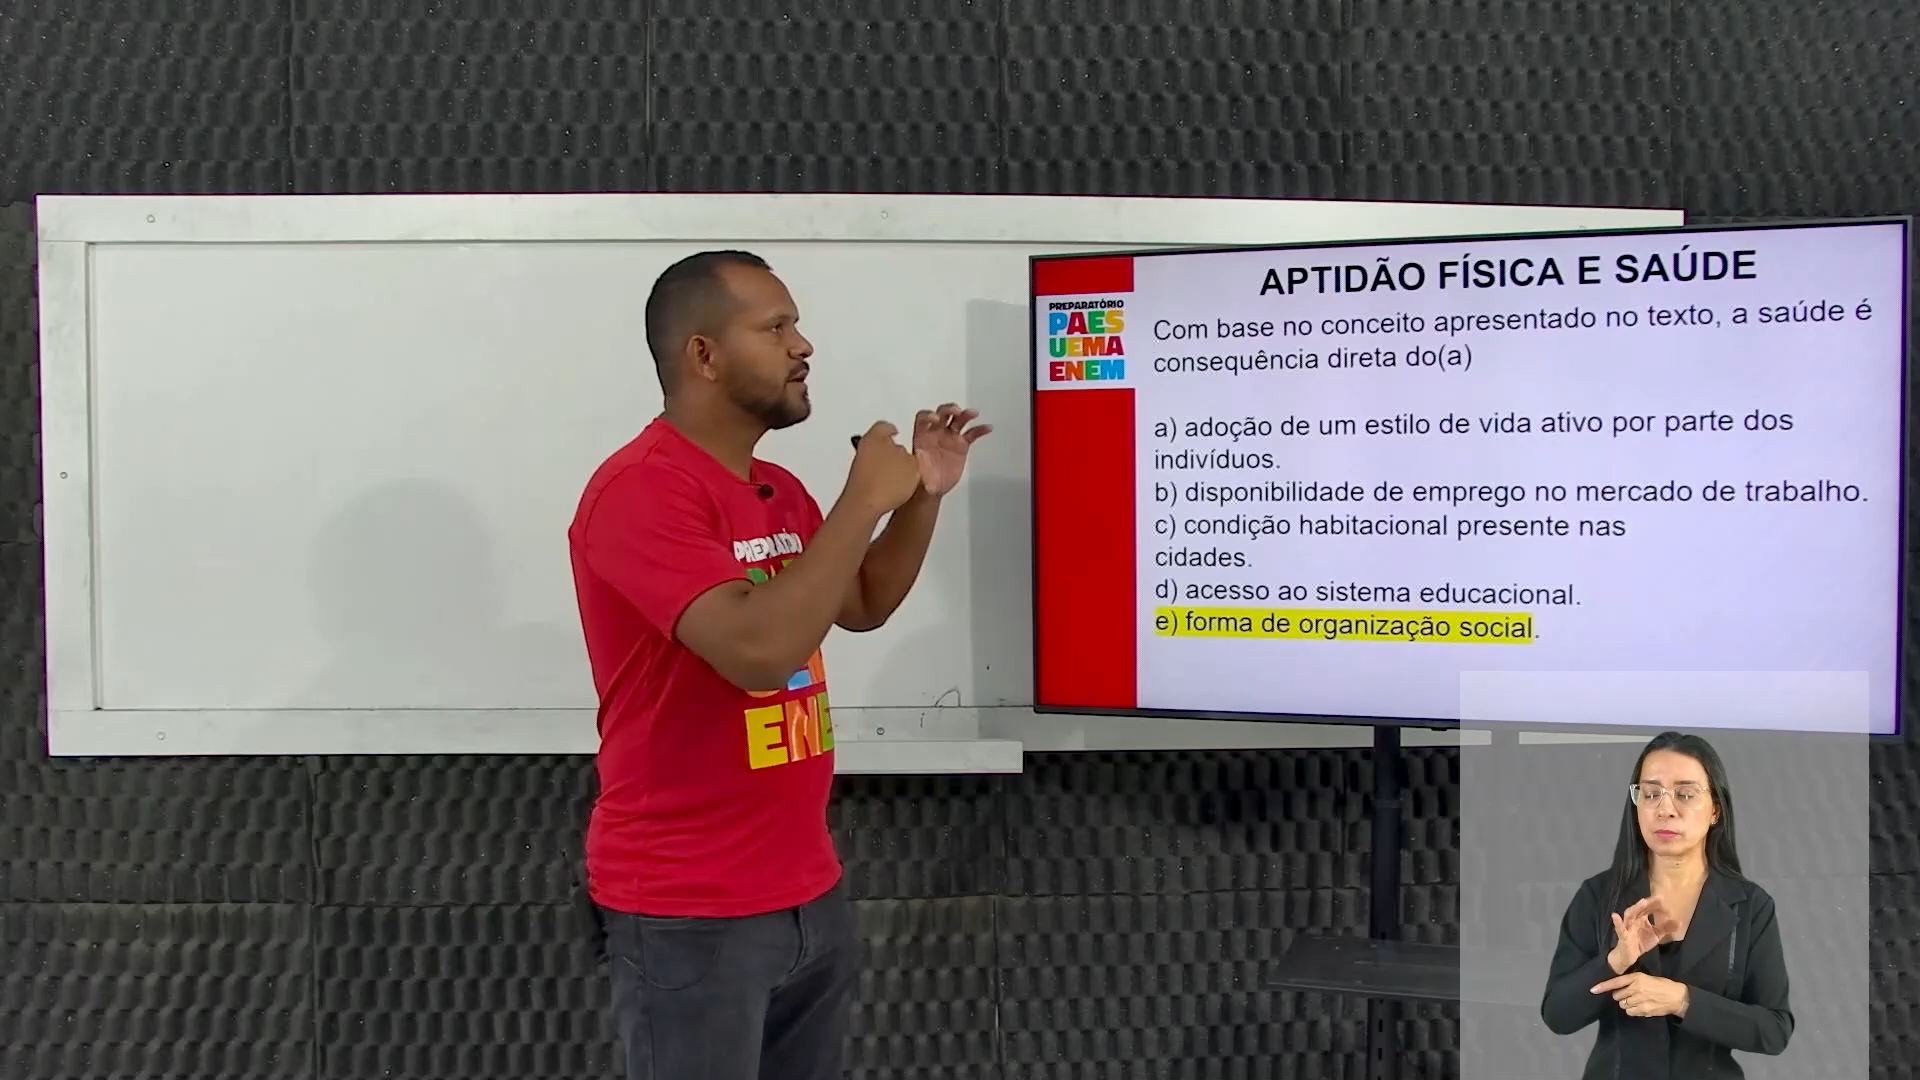 APTIDÃO FÍSICA E SAÚDE
PREPARATÓRIO
PAES
UEMA
ENEM
Com base no conceito apresentado no texto, a saúde é
consequência direta do(a)
a) adoção de um estilo de vida ativo por parte dos
indivíduos.
b) disponibilidade de emprego no mercado de trabalho.
c) condição habitacional presente nas
cidades.
d) acesso ao sistema educacional.
e) forma de organização social.